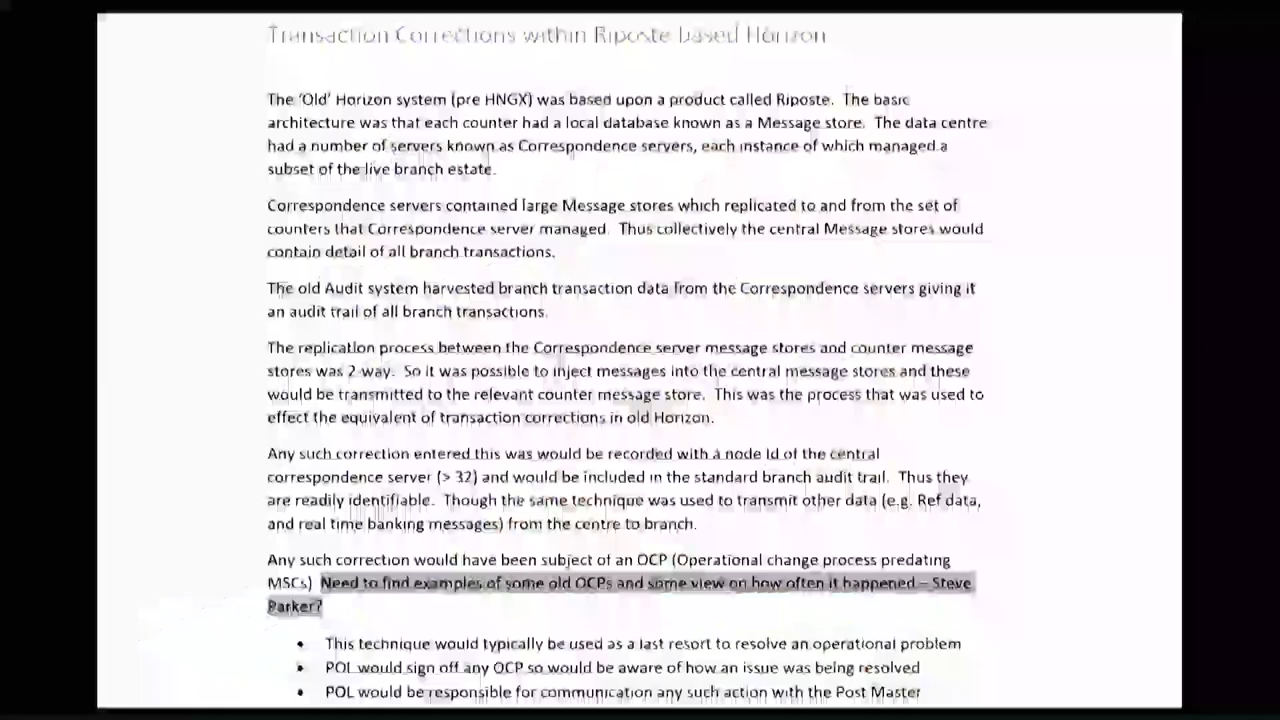 Transaction Corrections within Riposte based Horizon
The 'Old' Horizon system (pre HNGX) was based upon a product called Riposte. The basic
architecture was that each counter had a local database known as a Message store. The data centre
had a number of servers known as Correspondence servers, each instance of which managed a
subset of the live branch estate.
Correspondence servers contained large Message stores which replicated to and from the set of
counters that Correspondence server managed. Thus collectively the central Message stores would
contain detail of all branch transactions.
The old Audit system harvested branch transaction data from the Correspondence servers giving it
an audit trail of all branch transactions.
The replication process between the Correspondence server message stores and counter message
stores was 2 way. So it was possible to inject messages into the central message stores and these
would be transmitted to the relevant counter message store. This was the process that was used to
effect the equivalent of transaction corrections in old Horizon.
Any such correction entered this was would be recorded with a node Id of the central
correspondence server (> 32) and would be included in the standard branch audit trail. Thus they
are readily identifiable. Though the same technique was used to transmit other data (e.g. Ref data,
and real time banking messages) from the centre to branch.
Any such correction would have been subject of an OCP (Operational change process predating
MSCs) Need to find examples of some old OCPs and some view on how often it happened – Steve
Parker?
• This technique would typically be used as a last resort to resolve an operational problem
• POL would sign off any OCP so would be aware of how an issue was being resolved
• POL would be responsible for communication any such action with the Post Master